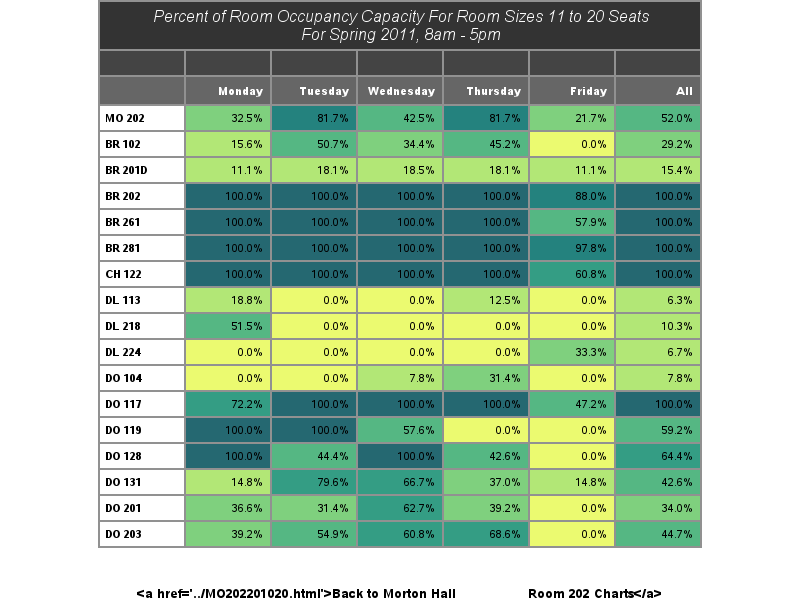 Percent of Room Occupancy Capacity For Room Sizes 11 to 20 Seats
For Spring 2011, 8am - 5pm
Monday Tuesday Wednesday Thursday Friday All
MO 202 32.5% 81.7% 42.5% 81.7% 21.7% 52.0%
BR 102 15.6% 50.7% 34.4% 45.2% 0.0% 29.2%
BR 201D 11.1% 18.1% 18.5% 18.1% 11.1% 15.4%
BR 202 100.0% 100.0% 100.0% 100.0% 88.0% 100.0%
BR 261 100.0% 100.0% 100.0% 100.0% 57.9% 100.0%
BR 281 100.0% 100.0% 100.0% 100.0% 97.8% 100.0%
CH 122 100.0% 100.0% 100.0% 100.0% 60.8% 100.0%
DL 113 18.8% 0.0% 0.0% 12.5% 0.0% 6.3%
DL 218 51.5% 0.0% 0.0% 0.0% 0.0% 10.3%
DL 224 0.0% 0.0% 0.0% 0.0% 33.3% 6.7%
DO 104 0.0% 0.0% 7.8% 31.4% 0.0% 7.8%
DO 117 72.2% 100.0% 100.0% 100.0% 47.2% 100.0%
DO 119 100.0% 100.0% 57.6% 0.0% 0.0% 59.2%
DO 128 100.0% 44.4% 100.0% 42.6% 0.0% 64.4%
DO 131 14.8% 79.6% 66.7% 37.0% 14.8% 42.6%
DO 201 36.6% 31.4% 62.7% 39.2% 0.0% 34.0%
DO 203 39.2% 54.9% 60.8% 68.6% 0.0% 44.7%
<a href='../MO202201020.html'>Back to Morton Hall Room 202 Charts</a>